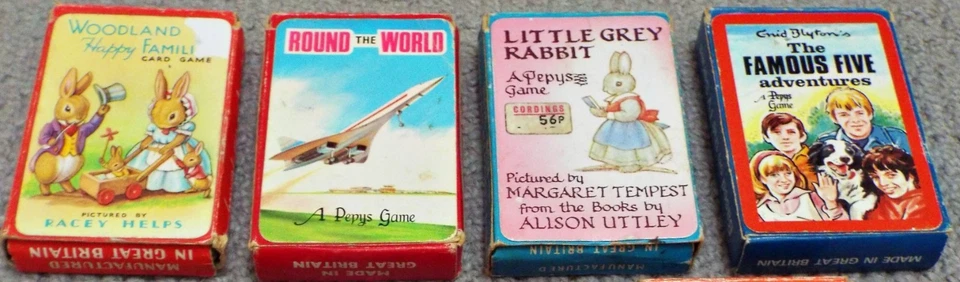 WOODLAND
Happy FAMILI
CARD GAME
PICTURED BY
RACEY HELPS
MANUFACTURED
IN GREAT BRITAIN
ROUND THE WORLD
A Pepys Game
MADE IN
GREAT BRITAIN
LITTLE GREY
RABBIT
A Pepys
Game
CORDINGS
56P
Pictured by
MARGARET TEMPEST
from the Books by
ALISON UTTLEY
MANUFACTURED
IN GREAT BRITAIN
Enid Blyton's
The
FAMOUS FIVE
adventures
A Pepys
Game
MADE IN GREAT BRITAIN